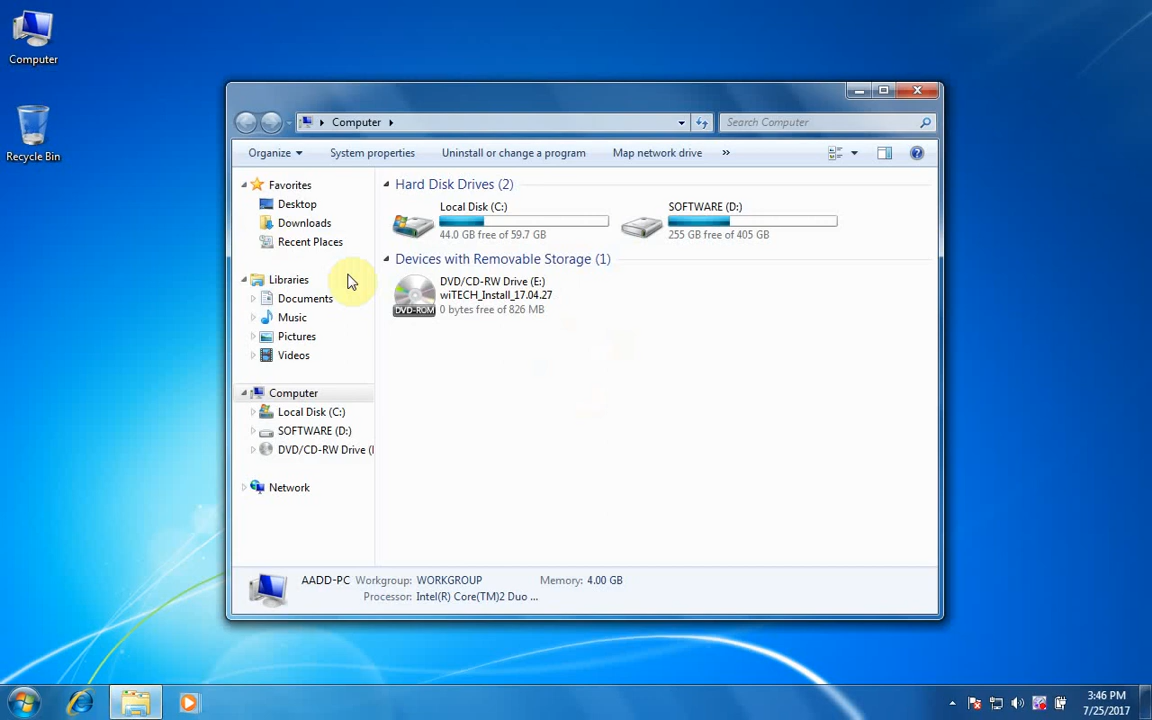 Computer
Recycle Bin
Computer
Search Computer
Organize
System properties
Uninstall or change a program
Map network drive
»
Favorites
Desktop
Downloads
Recent Places
Libraries
Documents
Music
Pictures
Videos
Computer
Local Disk (C:)
SOFTWARE (D:)
DVD/CD-RW Drive (
Network
Hard Disk Drives (2)
Local Disk (C:)
44.0 GB free of 59.7 GB
SOFTWARE (D:)
255 GB free of 405 GB
Devices with Removable Storage (1)
DVD/CD-RW Drive (E:)
wiTECH_Install_17.04.27
0 bytes free of 826 MB
DVD-ROM
AADD-PC Workgroup: WORKGROUP Memory: 4.00 GB
Processor: Intel(R) Core(TM)2 Duo ...
3:46 PM
7/25/2017